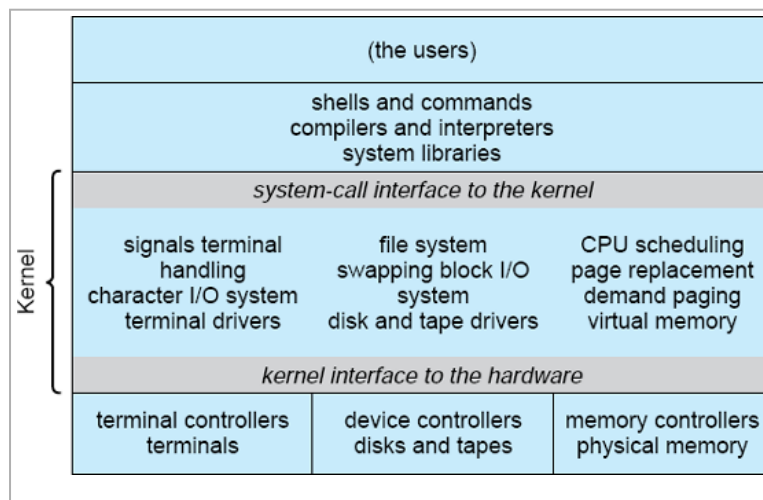 (the users)
shells and commands
compilers and interpreters
system libraries
Kernel
system-call interface to the kernel
signals terminal
handling
character I/O system
terminal drivers
file system
swapping block I/O
system
disk and tape drivers
CPU scheduling
page replacement
demand paging
virtual memory
kernel interface to the hardware
terminal controllers
terminals
device controllers
disks and tapes
memory controllers
physical memory